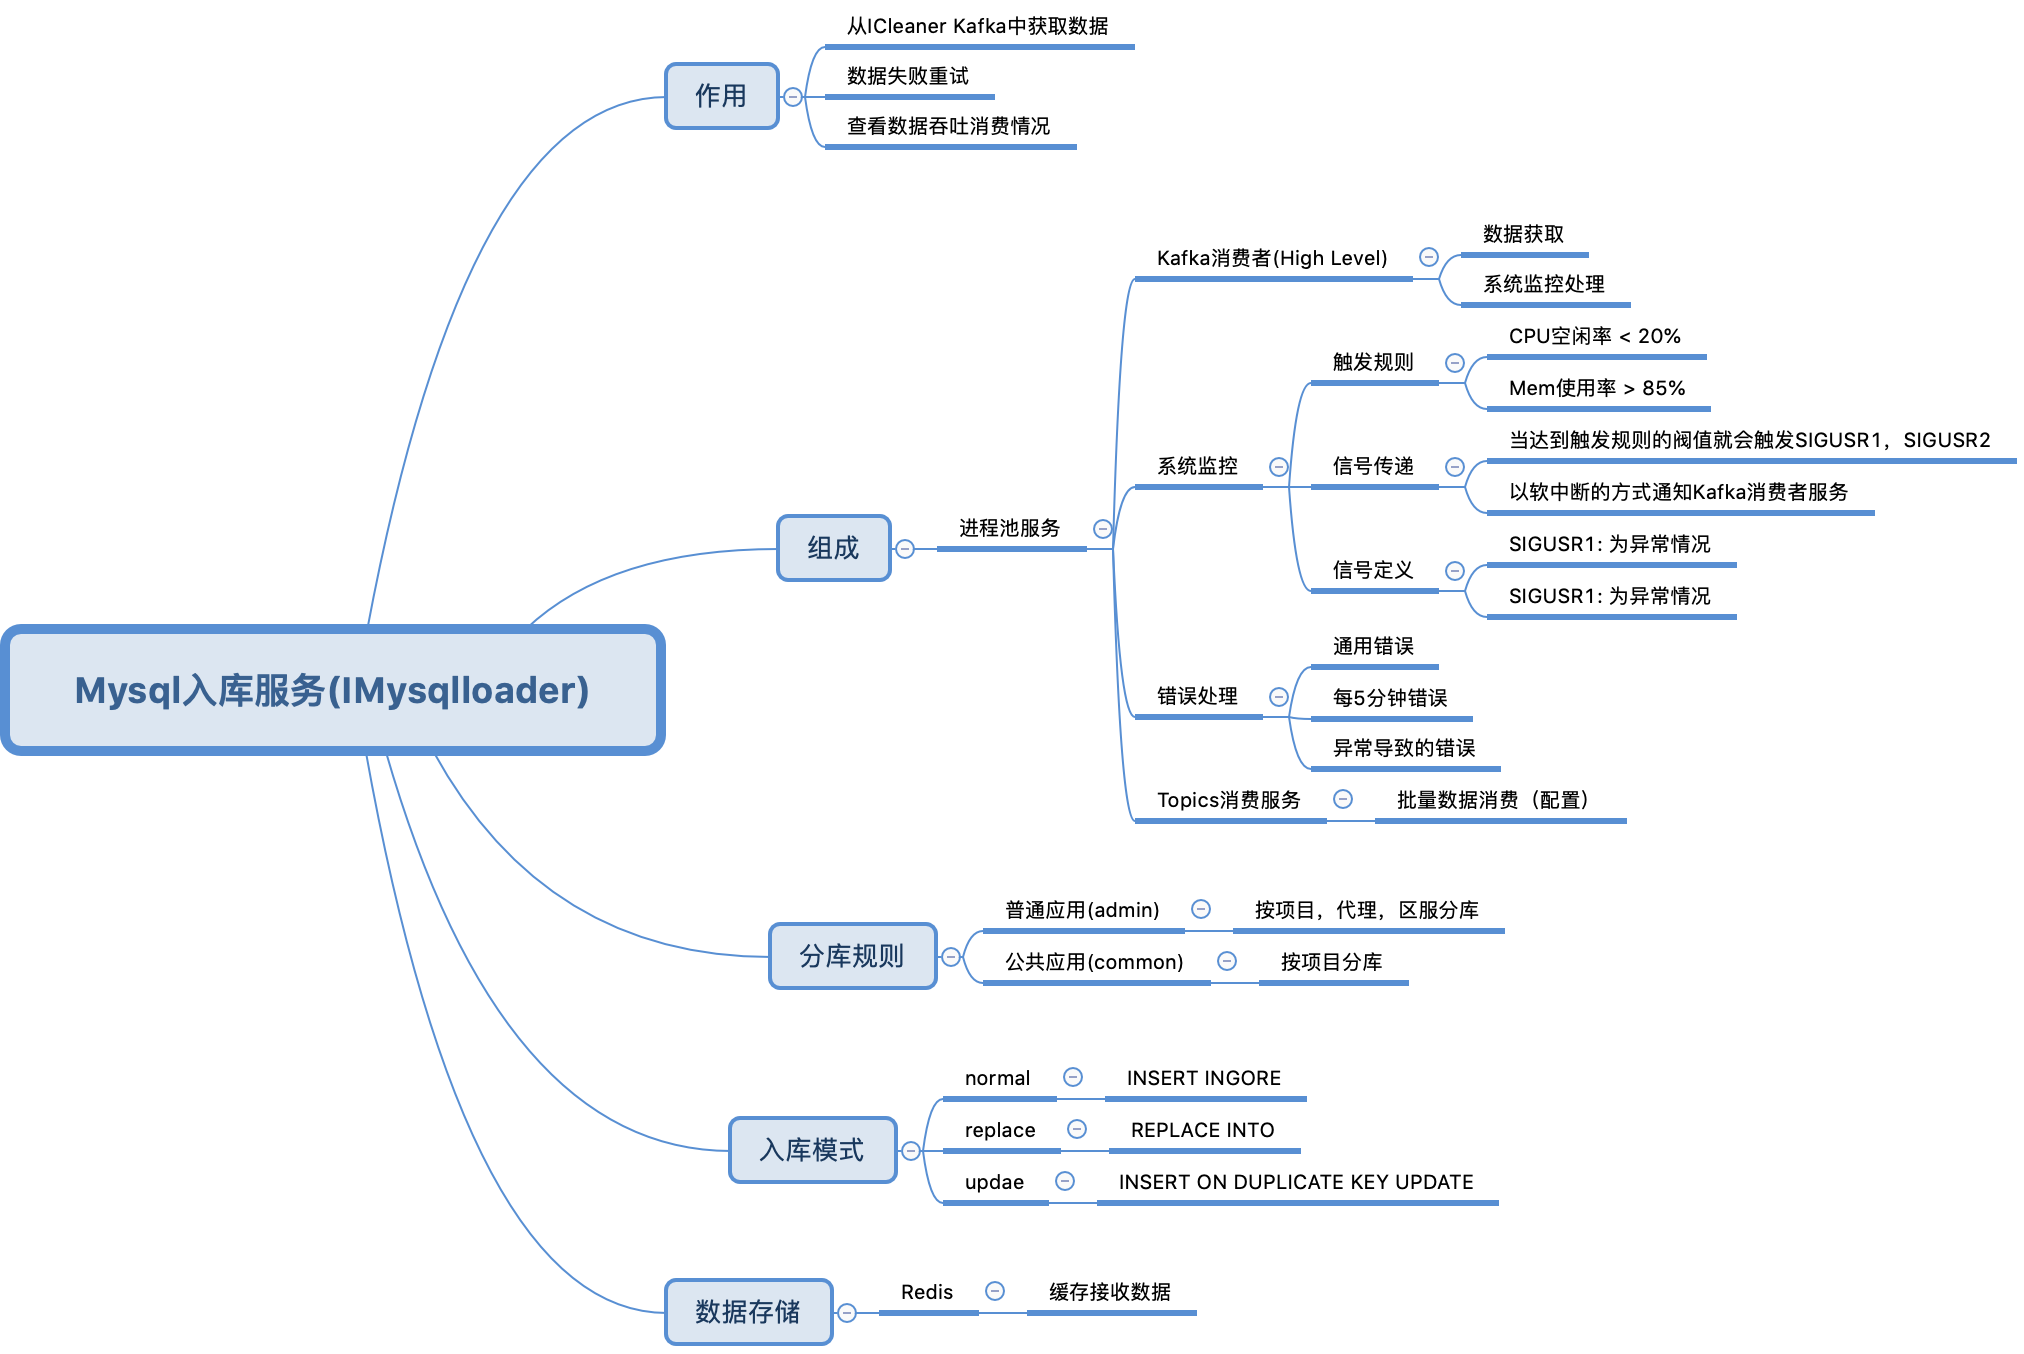 Mysql入库服务(IMysqlloader)
作用
从ICleaner Kafka中获取数据
数据失败重试
查看数据吞吐消费情况
组成
进程池服务
Kafka消费者(High Level)
数据获取
系统监控处理
系统监控
触发规则
CPU空闲率 < 20%
Mem使用率 > 85%
信号传递
当达到触发规则的阀值就会触发SIGUSR1，SIGUSR2
以软中断的方式通知Kafka消费者服务
信号定义
SIGUSR1: 为异常情况
SIGUSR1: 为异常情况
错误处理
通用错误
每5分钟错误
异常导致的错误
Topics消费服务
批量数据消费（配置）
分库规则
普通应用(admin)
按项目，代理，区服分库
公共应用(common)
按项目分库
入库模式
normal
INSERT INGORE
replace
REPLACE INTO
updae
INSERT ON DUPLICATE KEY UPDATE
数据存储
Redis
缓存接收数据